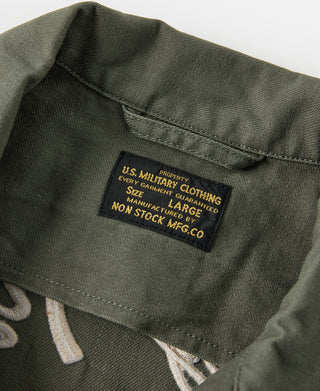 PROPERTY
U.S. MILITARY CLOTHING
EVERY GARMENT GUARANTEED
SIZE LARGE
MANUFACTURED BY
NON STOCK MFG.CO